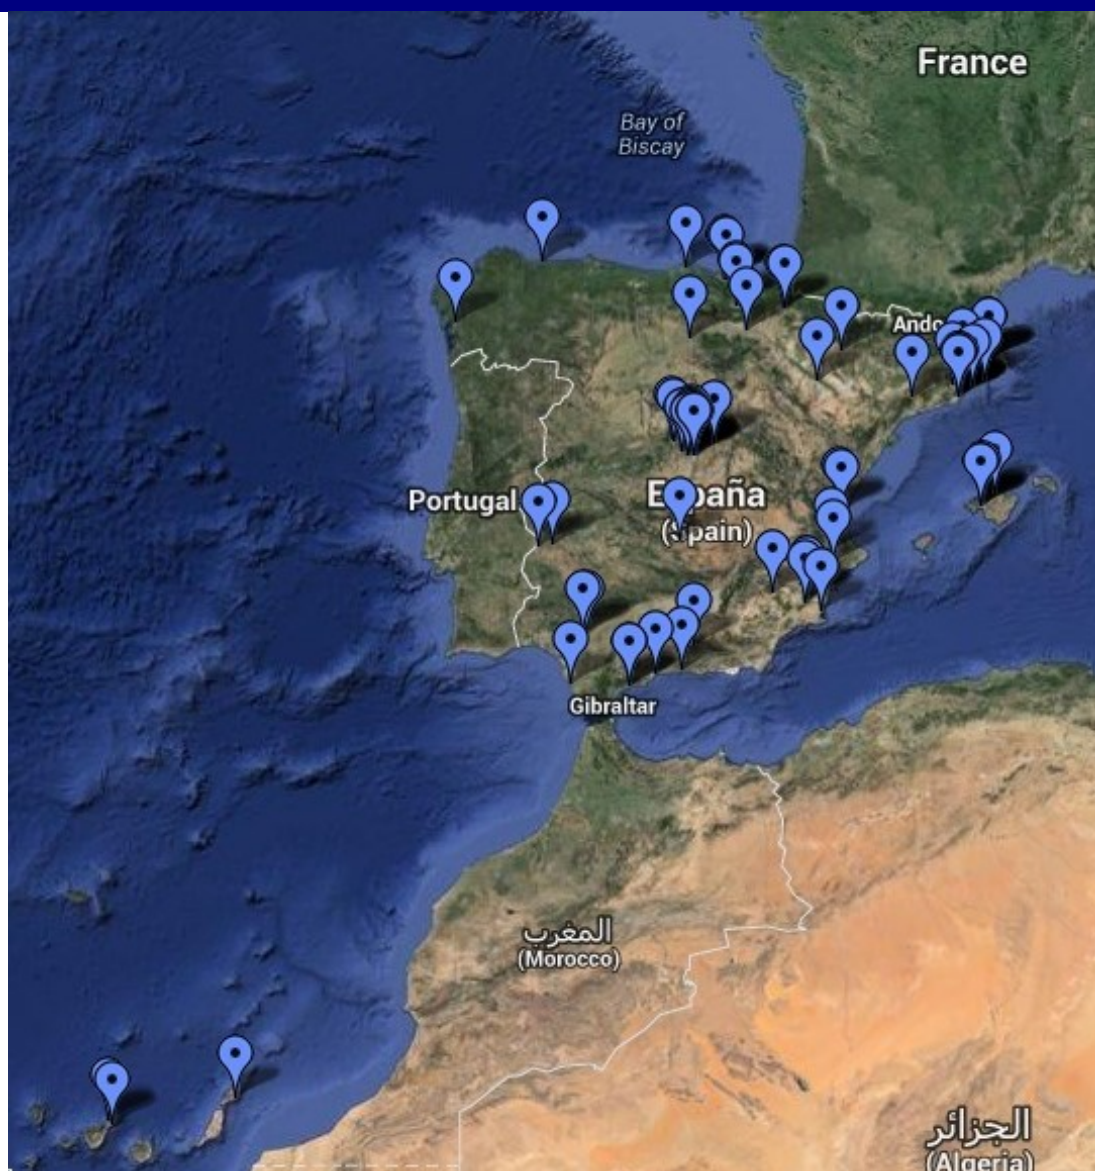 France
Bay of
Biscay
Ando
Portugal
España
(Spain)
Gibraltar
المغرب
(Morocco)
الجزائر
(Algeria)